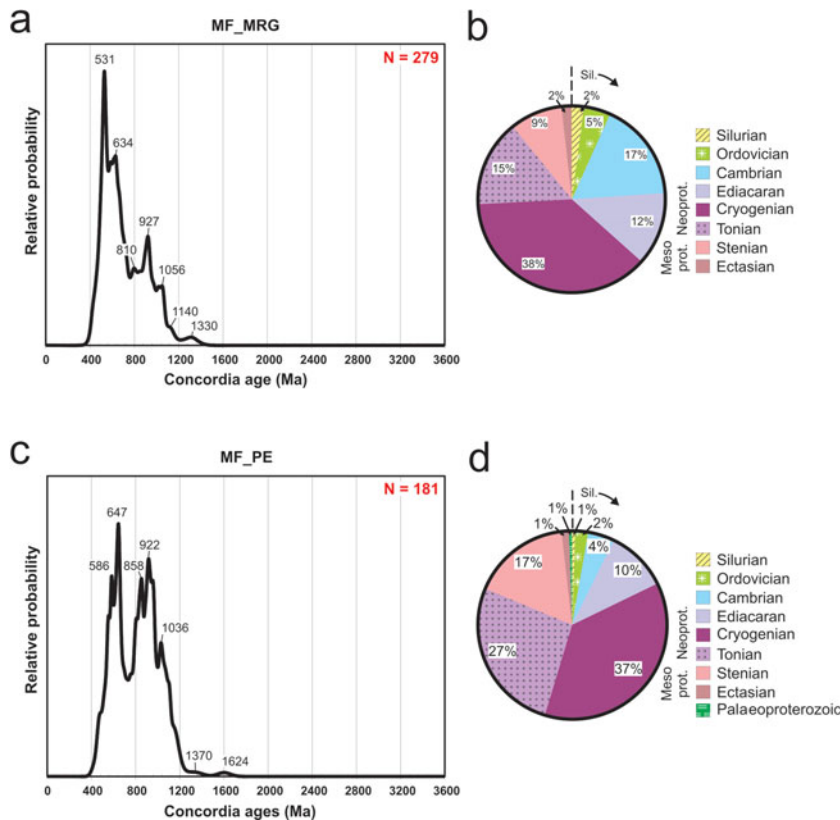 a
MF_MRG
N = 279
531
634
810
927
1056
1140
1330
Relative probability
0 400 800 1200 1600 2000 2400 2800 3200 3600
Concordia age (Ma)
b
Sil.
2% 2%
5%
9%
17%
15%
12%
38%
Silurian
Ordovician
Cambrian
Ediacaran
Cryogenian
Tonian
Stenian
Ectasian
Neoprot.
Meso
prot.
c
MF_PE
N = 181
647
586
858
922
1036
1370
1624
Relative probability
0 400 800 1200 1600 2000 2400 2800 3200 3600
Concordia ages (Ma)
d
Sil.
1% 1%
1% 2%
4%
17%
10%
27%
37%
Silurian
Ordovician
Cambrian
Ediacaran
Cryogenian
Tonian
Stenian
Ectasian
Palaeoproterozoic
Neoprot.
Meso
prot.